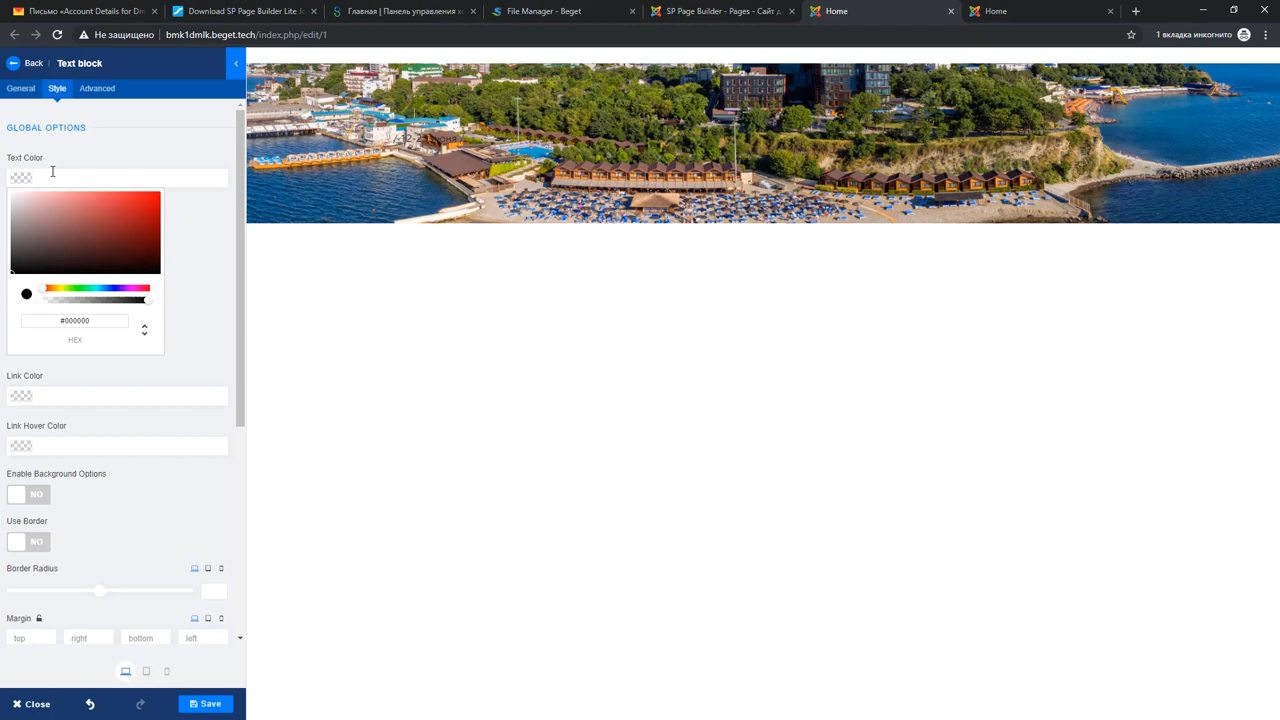 Письмо «Account Details for Dm
Download SP Page Builder Lite Jo
Главная | Панель управления х
File Manager - Beget
SP Page Builder - Pages - Сайт д
Home
Home
Не защищено
bmk1dmlk.beget.tech/index.php/edit/1
1 вкладка инкогнито
Back
Text block
General
Style
Advanced
GLOBAL OPTIONS
Text Color
#000000
HEX
Link Color
Link Hover Color
Enable Background Options
NO
Use Border
NO
Border Radius
Margin
top
right
bottom
left
Close
Save